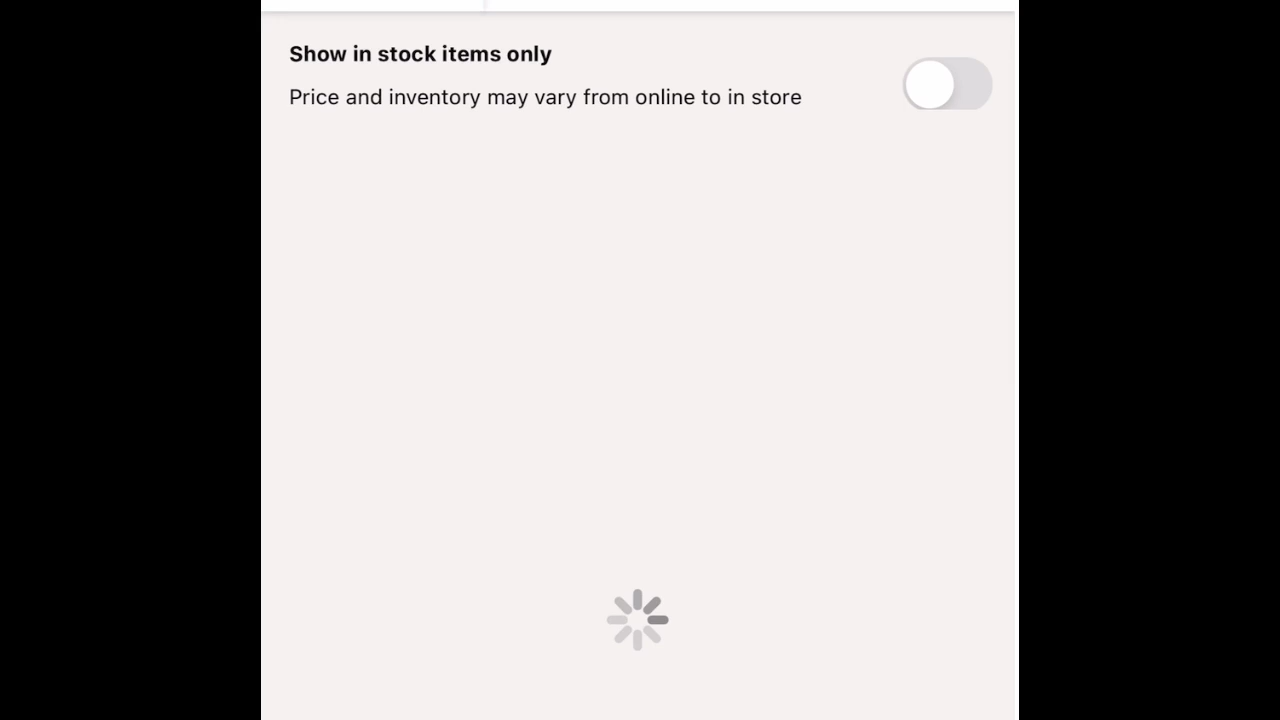 Show in stock items only
Price and inventory may vary from online to in store